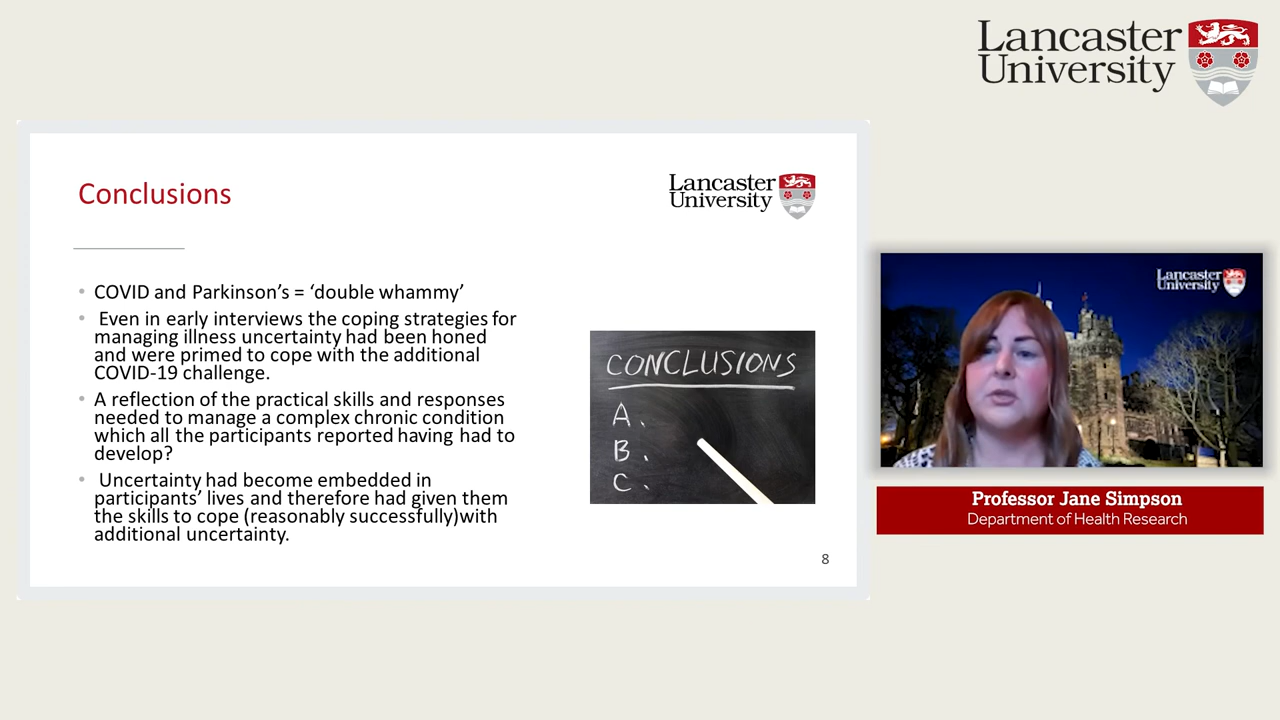 Lancaster
University
Conclusions
Lancaster
University
• COVID and Parkinson’s = ‘double whammy’
• Even in early interviews the coping strategies for
managing illness uncertainty had been honed
and were primed to cope with the additional
COVID-19 challenge.
• A reflection of the practical skills and responses
needed to manage a complex chronic condition
which all the participants reported having had to
develop?
• Uncertainty had become embedded in
participants’ lives and therefore had given them
the skills to cope (reasonably successfully)with
additional uncertainty.
CONCLUSIONS
A.
B.
C.
8
Lancaster
University
Professor Jane Simpson
Department of Health Research